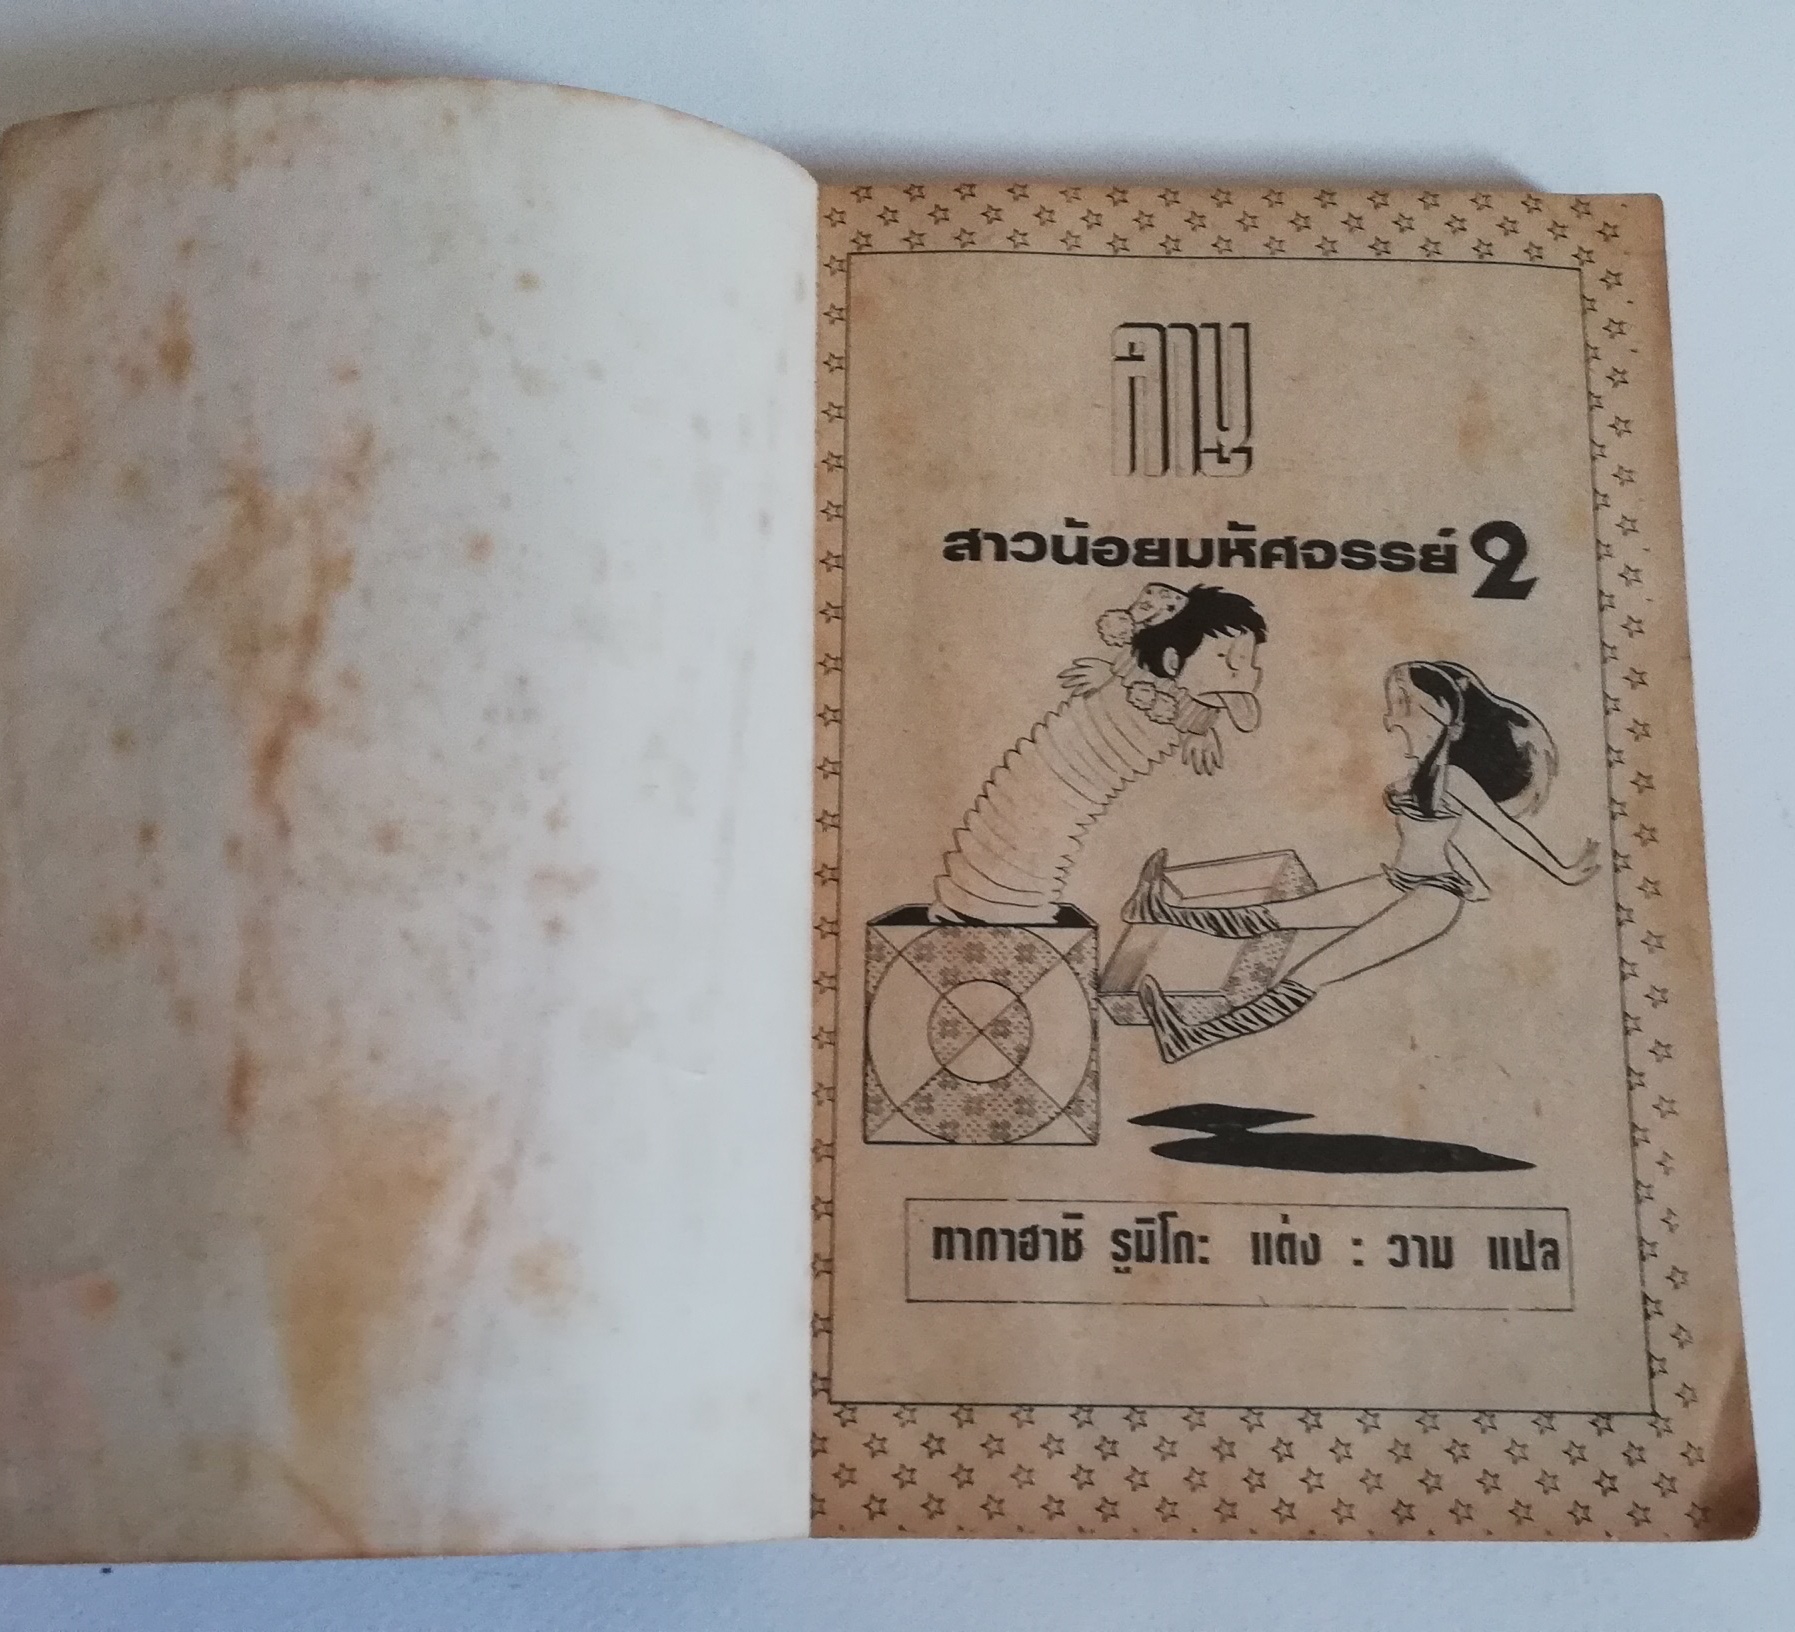 ลามู
สาวน้อยมหัศจรรย์ 2
ทากาฮาชิ รูมิโกะ แต่ง : วาม แปล